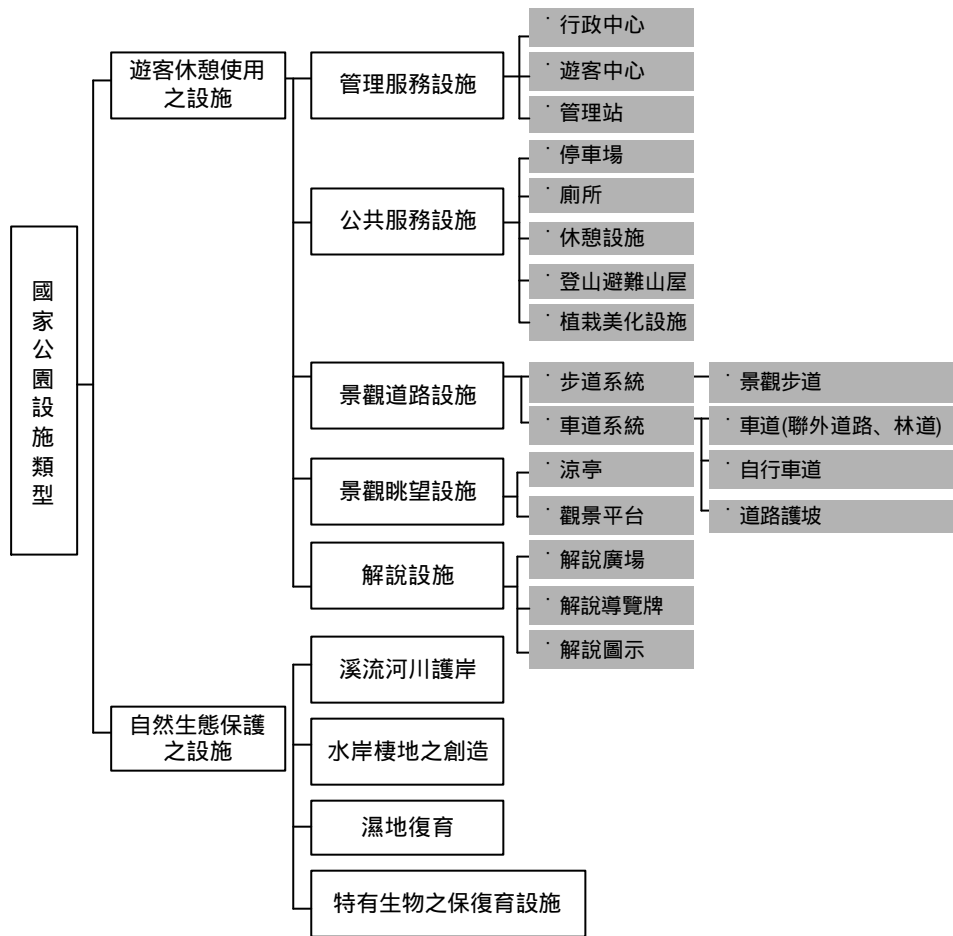 國家公園設施類型
遊客休憩使用
之設施
管理服務設施
˙行政中心
˙遊客中心
˙管理站
公共服務設施
˙停車場
˙廁所
˙休憩設施
˙登山避難山屋
˙植栽美化設施
景觀道路設施
˙步道系統
˙景觀步道
˙車道系統
˙車道(聯外道路、林道)
˙自行車道
˙道路護坡
景觀眺望設施
˙涼亭
˙觀景平台
解說設施
˙解說廣場
˙解說導覽牌
˙解說圖示
自然生態保護
之設施
溪流河川護岸
水岸棲地之創造
濕地復育
特有生物之保復育設施